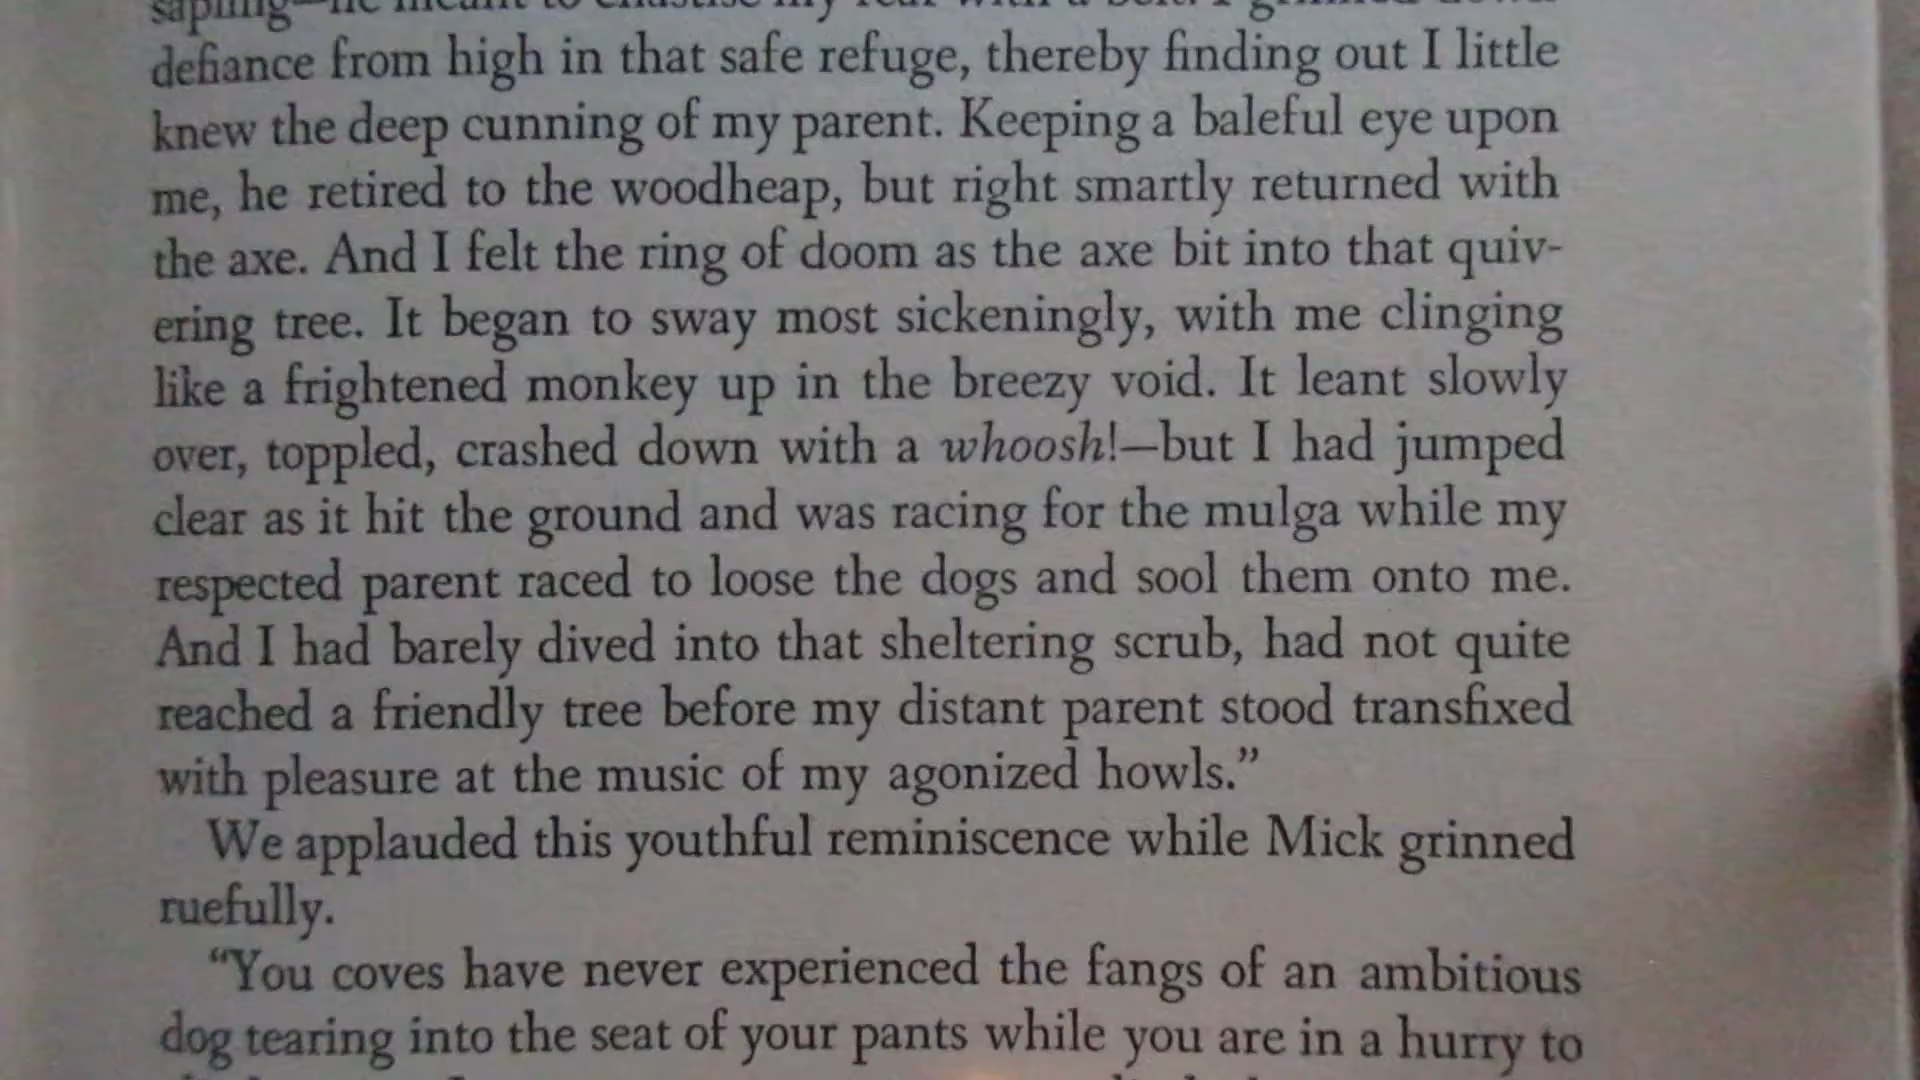 defiance from high in that safe refuge, thereby finding out I little
knew the deep cunning of my parent. Keeping a baleful eye upon
me, he retired to the woodheap, but right smartly returned with
the axe. And I felt the ring of doom as the axe bit into that quiv-
ering tree. It began to sway most sickeningly, with me clinging
like a frightened monkey up in the breezy void. It leant slowly
over, toppled, crashed down with a whoosh!—but I had jumped
clear as it hit the ground and was racing for the mulga while my
respected parent raced to loose the dogs and sool them onto me.
And I had barely dived into that sheltering scrub, had not quite
reached a friendly tree before my distant parent stood transfixed
with pleasure at the music of my agonized howls.”
We applauded this youthful reminiscence while Mick grinned
ruefully.
“You coves have never experienced the fangs of an ambitious
dog tearing into the seat of your pants while you are in a hurry to